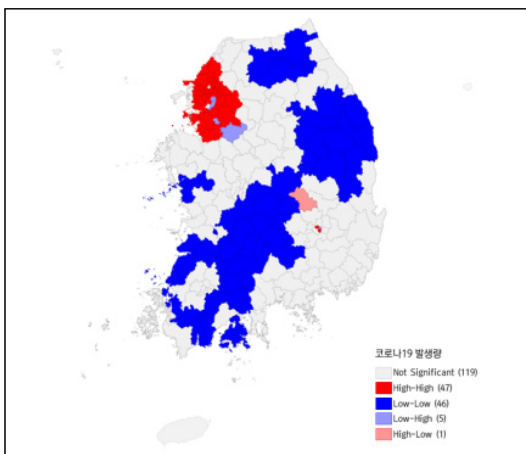 코로나19 발생량
Not Significant (119)
High-High (47)
Low-Low (46)
Low-High (5)
High-Low (1)